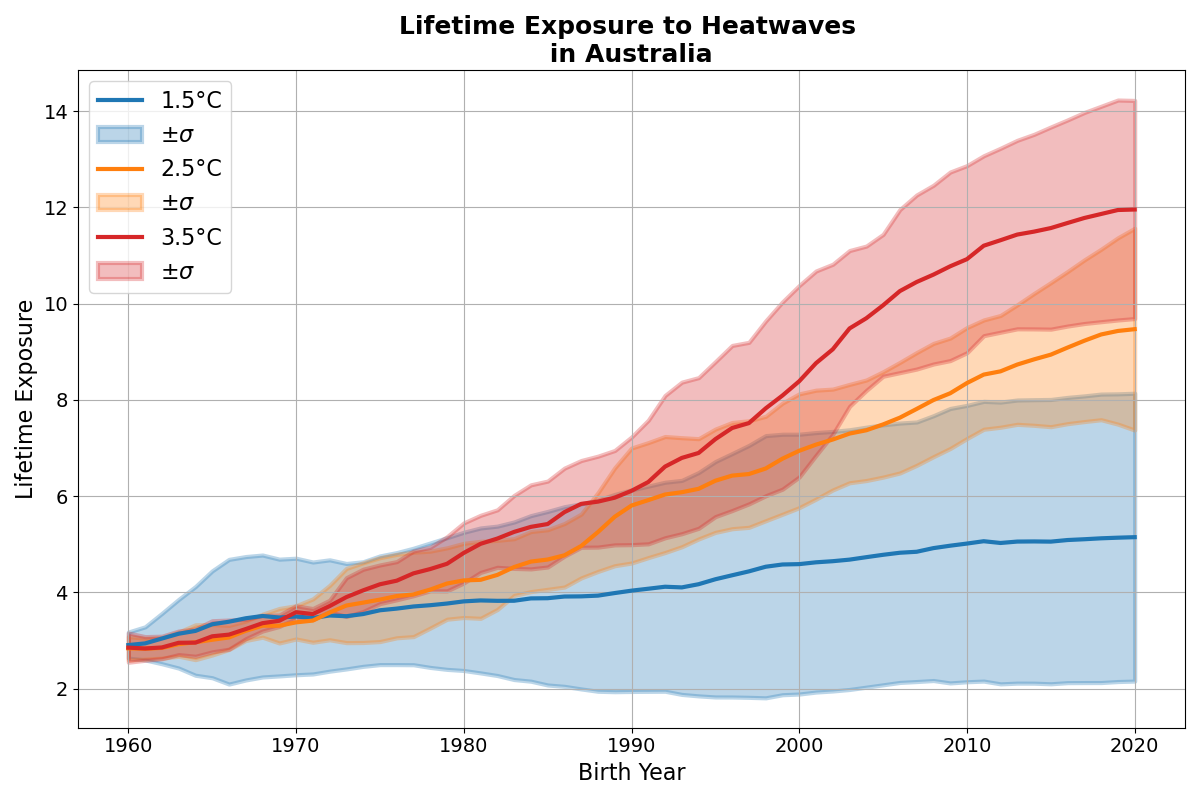 Lifetime Exposure to Heatwaves
in Australia
1.5°C
±σ
2.5°C
±σ
3.5°C
±σ
Lifetime Exposure
14
12
10
8
6
4
2
1960 1970 1980 1990 2000 2010 2020
Birth Year